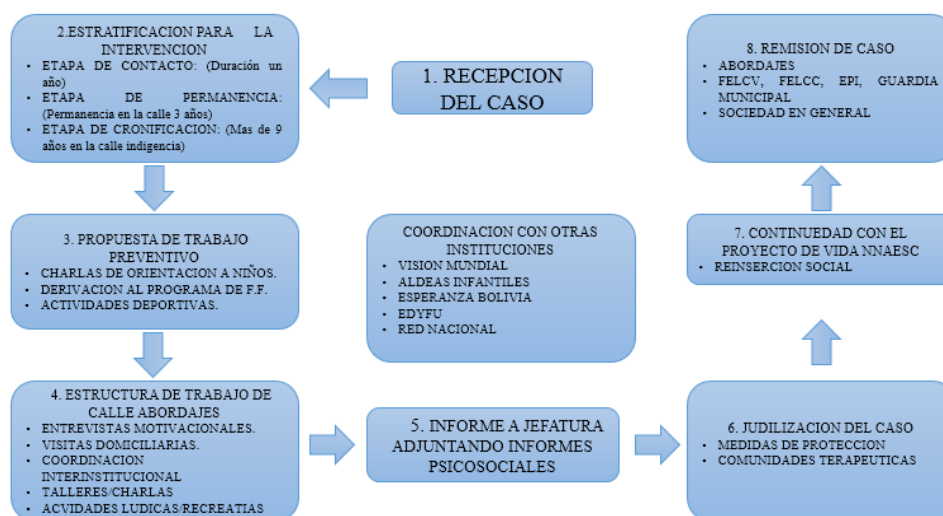 1. RECEPCION
DEL CASO
2.ESTRATIFICACION PARA LA
INTERVENCION
• ETAPA DE CONTACTO: (Duración un
año)
• ETAPA DE PERMANENCIA:
(Permanencia en la calle 3 años)
• ETAPA DE CRONIFICACION: (Mas de 9
años en la calle indigencia)
3. PROPUESTA DE TRABAJO
PREVENTIVO
• CHARLAS DE ORIENTACION A NIÑOS.
• DERIVACION AL PROGRAMA DE F.F.
• ACTIVIDADES DEPORTIVAS.
4. ESTRUCTURA DE TRABAJO DE
CALLE ABORDAJES
• ENTREVISTAS MOTIVACIONALES.
• VISITAS DOMICILIARIAS.
• COORDINACION
INTERINSTITUCIONAL
• TALLERES/CHARLAS
• ACVIDADES LUDICAS/RECREATIAS
5. INFORME A JEFATURA
ADJUNTANDO INFORMES
PSICOSOCIALES
6. JUDILIZACION DEL CASO
• MEDIDAS DE PROTECCION
• COMUNIDADES TERAPEUTICAS
7. CONTINUEDAD CON EL
PROYECTO DE VIDA NNAESC
• REINSERCION SOCIAL
8. REMISION DE CASO
• ABORDAJES
• FELCV, FELCC, EPI, GUARDIA
MUNICIPAL
• SOCIEDAD EN GENERAL
COORDINACION CON OTRAS
INSTITUCIONES
• VISION MUNDIAL
• ALDEAS INFANTILES
• ESPERANZA BOLIVIA
• EDYFU
• RED NACIONAL